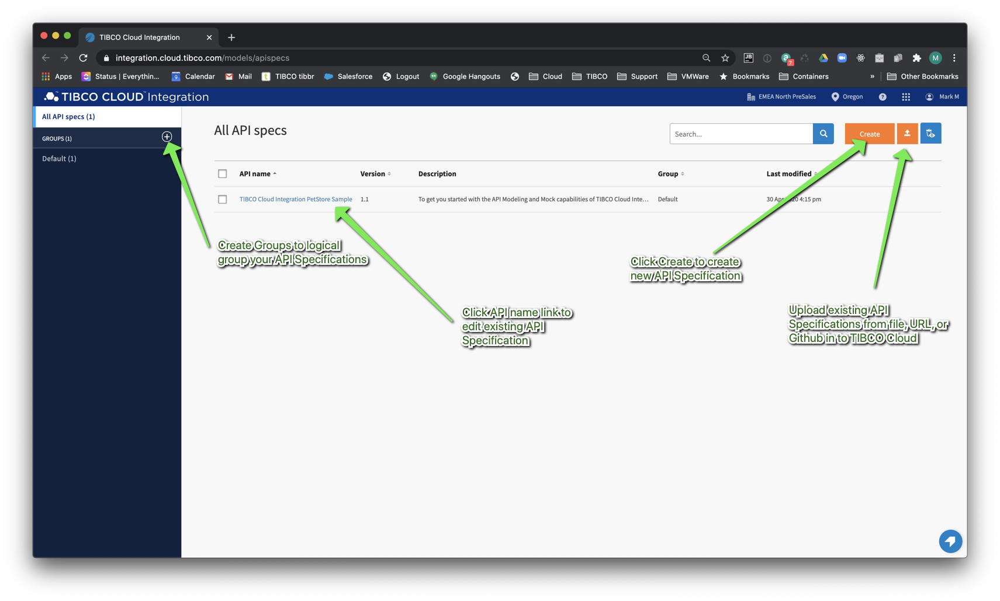 TIBCO Cloud Integration
integration.cloud.tibco.com/models/apispecs
JB
7
M
Apps
Status | Everythin...
9
Calendar
Mail
t
TIBCO tibbr
Salesforce
Logout
Google Hangouts
Cloud
TIBCO
Support
VMWare
Bookmarks
Containers
»
Other Bookmarks
TIBCO CLOUD™ Integration
EMEA North PreSales
Oregon
?
Mark M
All API specs (1)
GROUPS (1)
Default (1)
All API specs
Search...
Create
API name
Version
Description
Group
Last modified
TIBCO Cloud Integration PetStore Sample
1.1
To get you started with the API Modeling and Mock capabilities of TIBCO Cloud Inte...
Default
4:15 pm
Create Groups to logical
group your API Specifications
Click Create to create
new API Specification
Click API name link to
edit existing API
Specification
Upload existing API
Specifications from file, URL, or
Github in to TIBCO Cloud